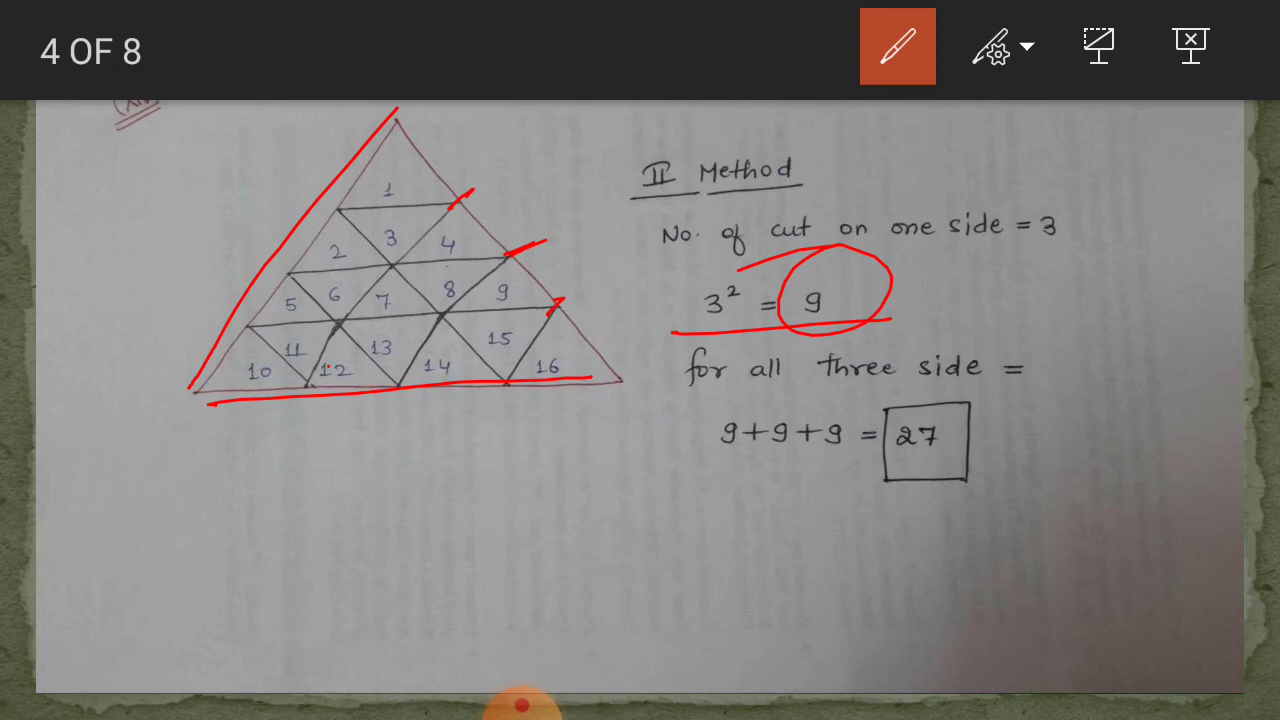 4 OF 8
(XIV)
II Method
No. of cut on one side = 3
3² = 9
for all three side =
9+9+9 = 27
1
2 3 4
5 6 7 8 9
10 11 12 13 14 15 16